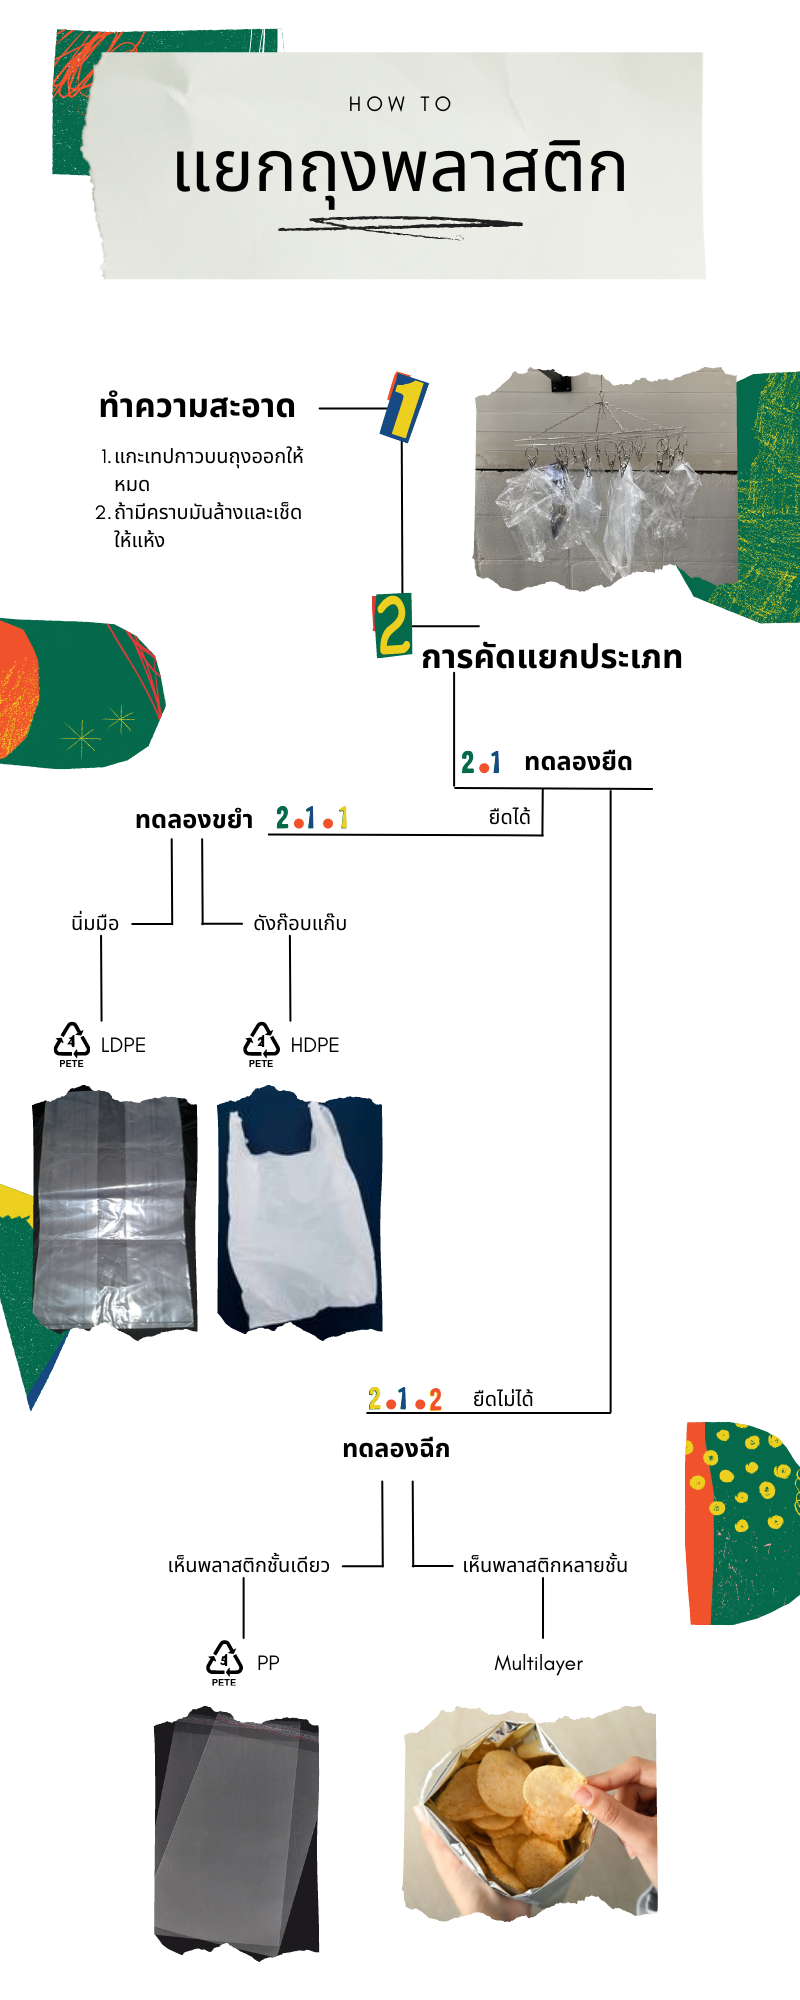 HOW TO
แยกถุงพลาสติก
ทำความสะอาด
1
1. แกะเทปกาวบนถุงออกให้
หมด
2. ถ้ามีคราบมันล้างและเช็ด
ให้แห้ง
2
การคัดแยกประเภท
2.1 ทดลองยืด
ทดลองขยำ 2.1.1 ยืดได้
นิ่มมือ ดังก๊อบแก๊บ
4 LDPE 2 HDPE
PETE PETE
2.1.2 ยืดไม่ได้
ทดลองฉีก
เห็นพลาสติกชั้นเดียว เห็นพลาสติกหลายชั้น
5 PP Multilayer
PETE